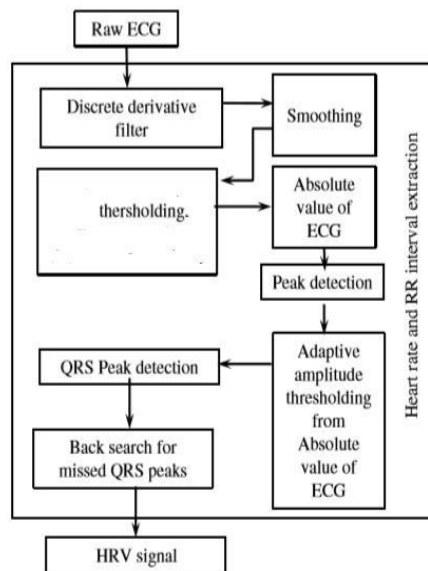 Raw ECG
Discrete derivative
filter
Smoothing
thersholding.
Absolute
value of
ECG
Peak detection
Adaptive
amplitude
thresholding
from
Absolute
value of
ECG
QRS Peak detection
Back search for
missed QRS peaks
HRV signal
Heart rate and RR interval extraction